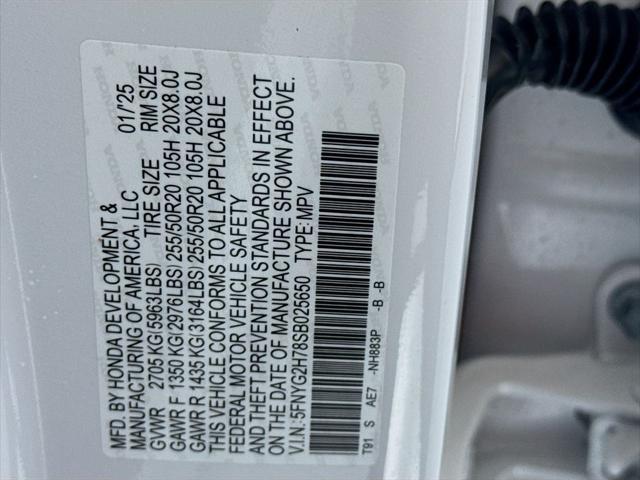 MFD. BY HONDA DEVELOPMENT & 01/'25
MANUFACTURING OF AMERICA, LLC
GVWR 2705 KG(5963LBS) TIRE SIZE RIM SIZE
GAWR F 1350 KG(2976LBS)255/50R20 105H 20X8.0J
GAWR R 1435 KG(3164LBS)255/50R20 105H 20X8.0J
THIS VEHICLE CONFORMS TO ALL APPLICABLE
FEDERAL MOTOR VEHICLE SAFETY
AND THEFT PREVENTION STANDARDS IN EFFECT
ON THE DATE OF MANUFACTURE SHOWN ABOVE.
V.I.N.: 5FNYG2H78SB025650 TYPE: MPV
T91 S AE7 -NH883P -B -B